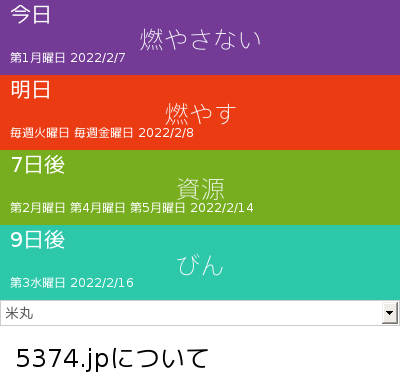 今日
燃やさない
第1月曜日 2022/2/7
明日
燃やす
毎週火曜日 毎週金曜日 2022/2/8
7日後
資源
第2月曜日 第4月曜日 第5月曜日 2022/2/14
9日後
びん
第3水曜日 2022/2/16
米丸
5374.jpについて